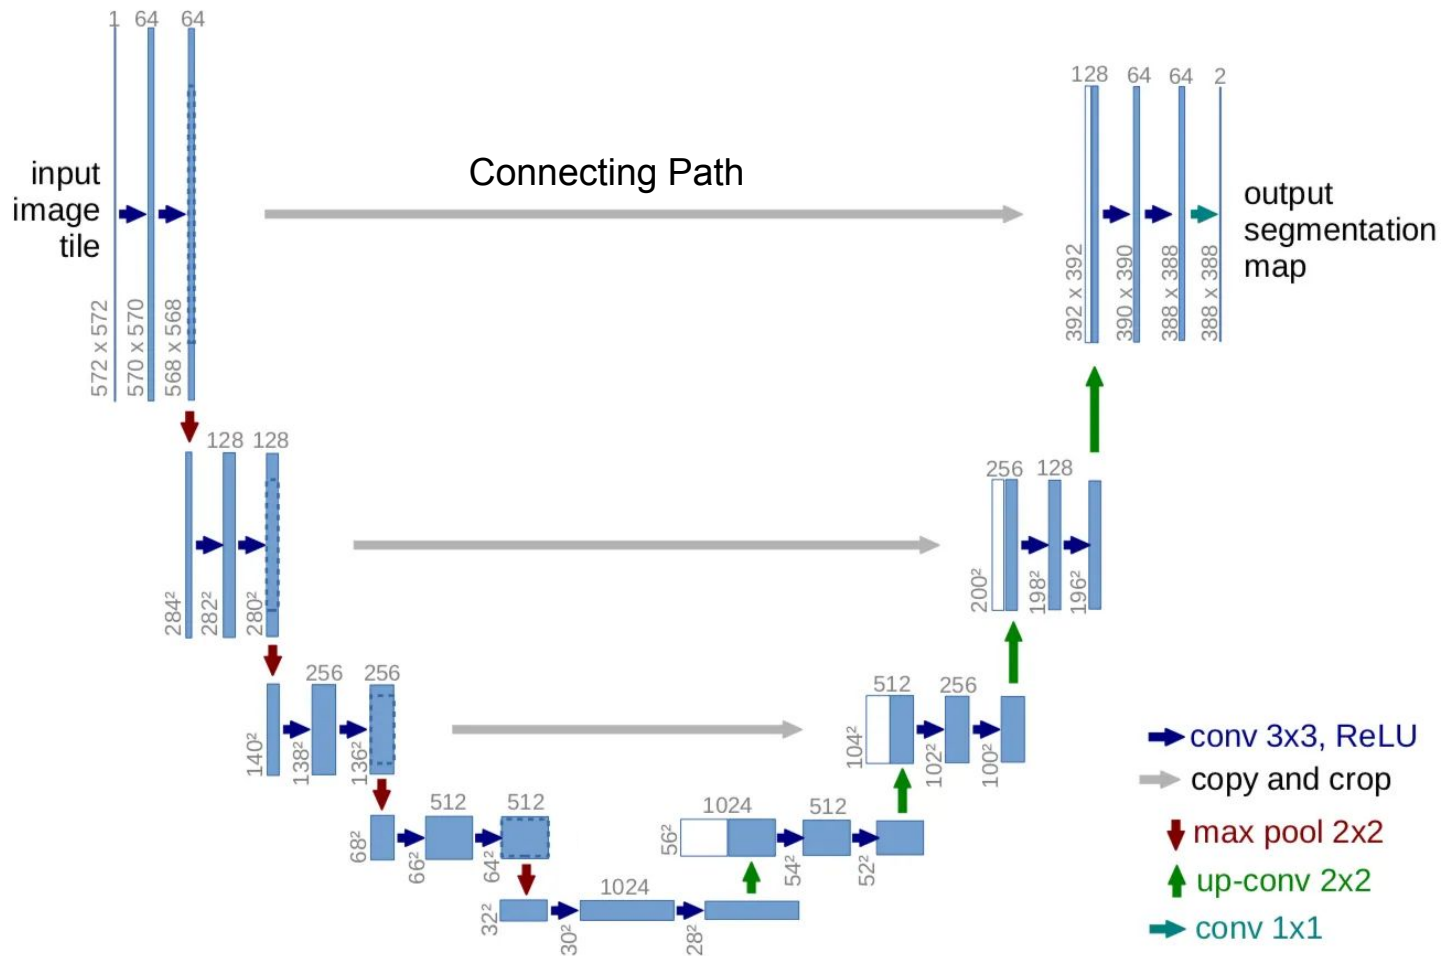 1 64 64
128 64 64 2
Connecting Path
input
image
tile
output
segmentation
map
572 x 572
570 x 570
568 x 568
392 x 392
390 x 390
388 x 388
388 x 388
128 128
256 128
284²
282²
280²
200²
198²
196²
256 256
512 256
140²
138²
136²
104²
102²
100²
512 512
1024 512
68²
66²
64²
56²
54²
52²
1024
32²
30²
28²
conv 3x3, ReLU
copy and crop
max pool 2x2
up-conv 2x2
conv 1x1